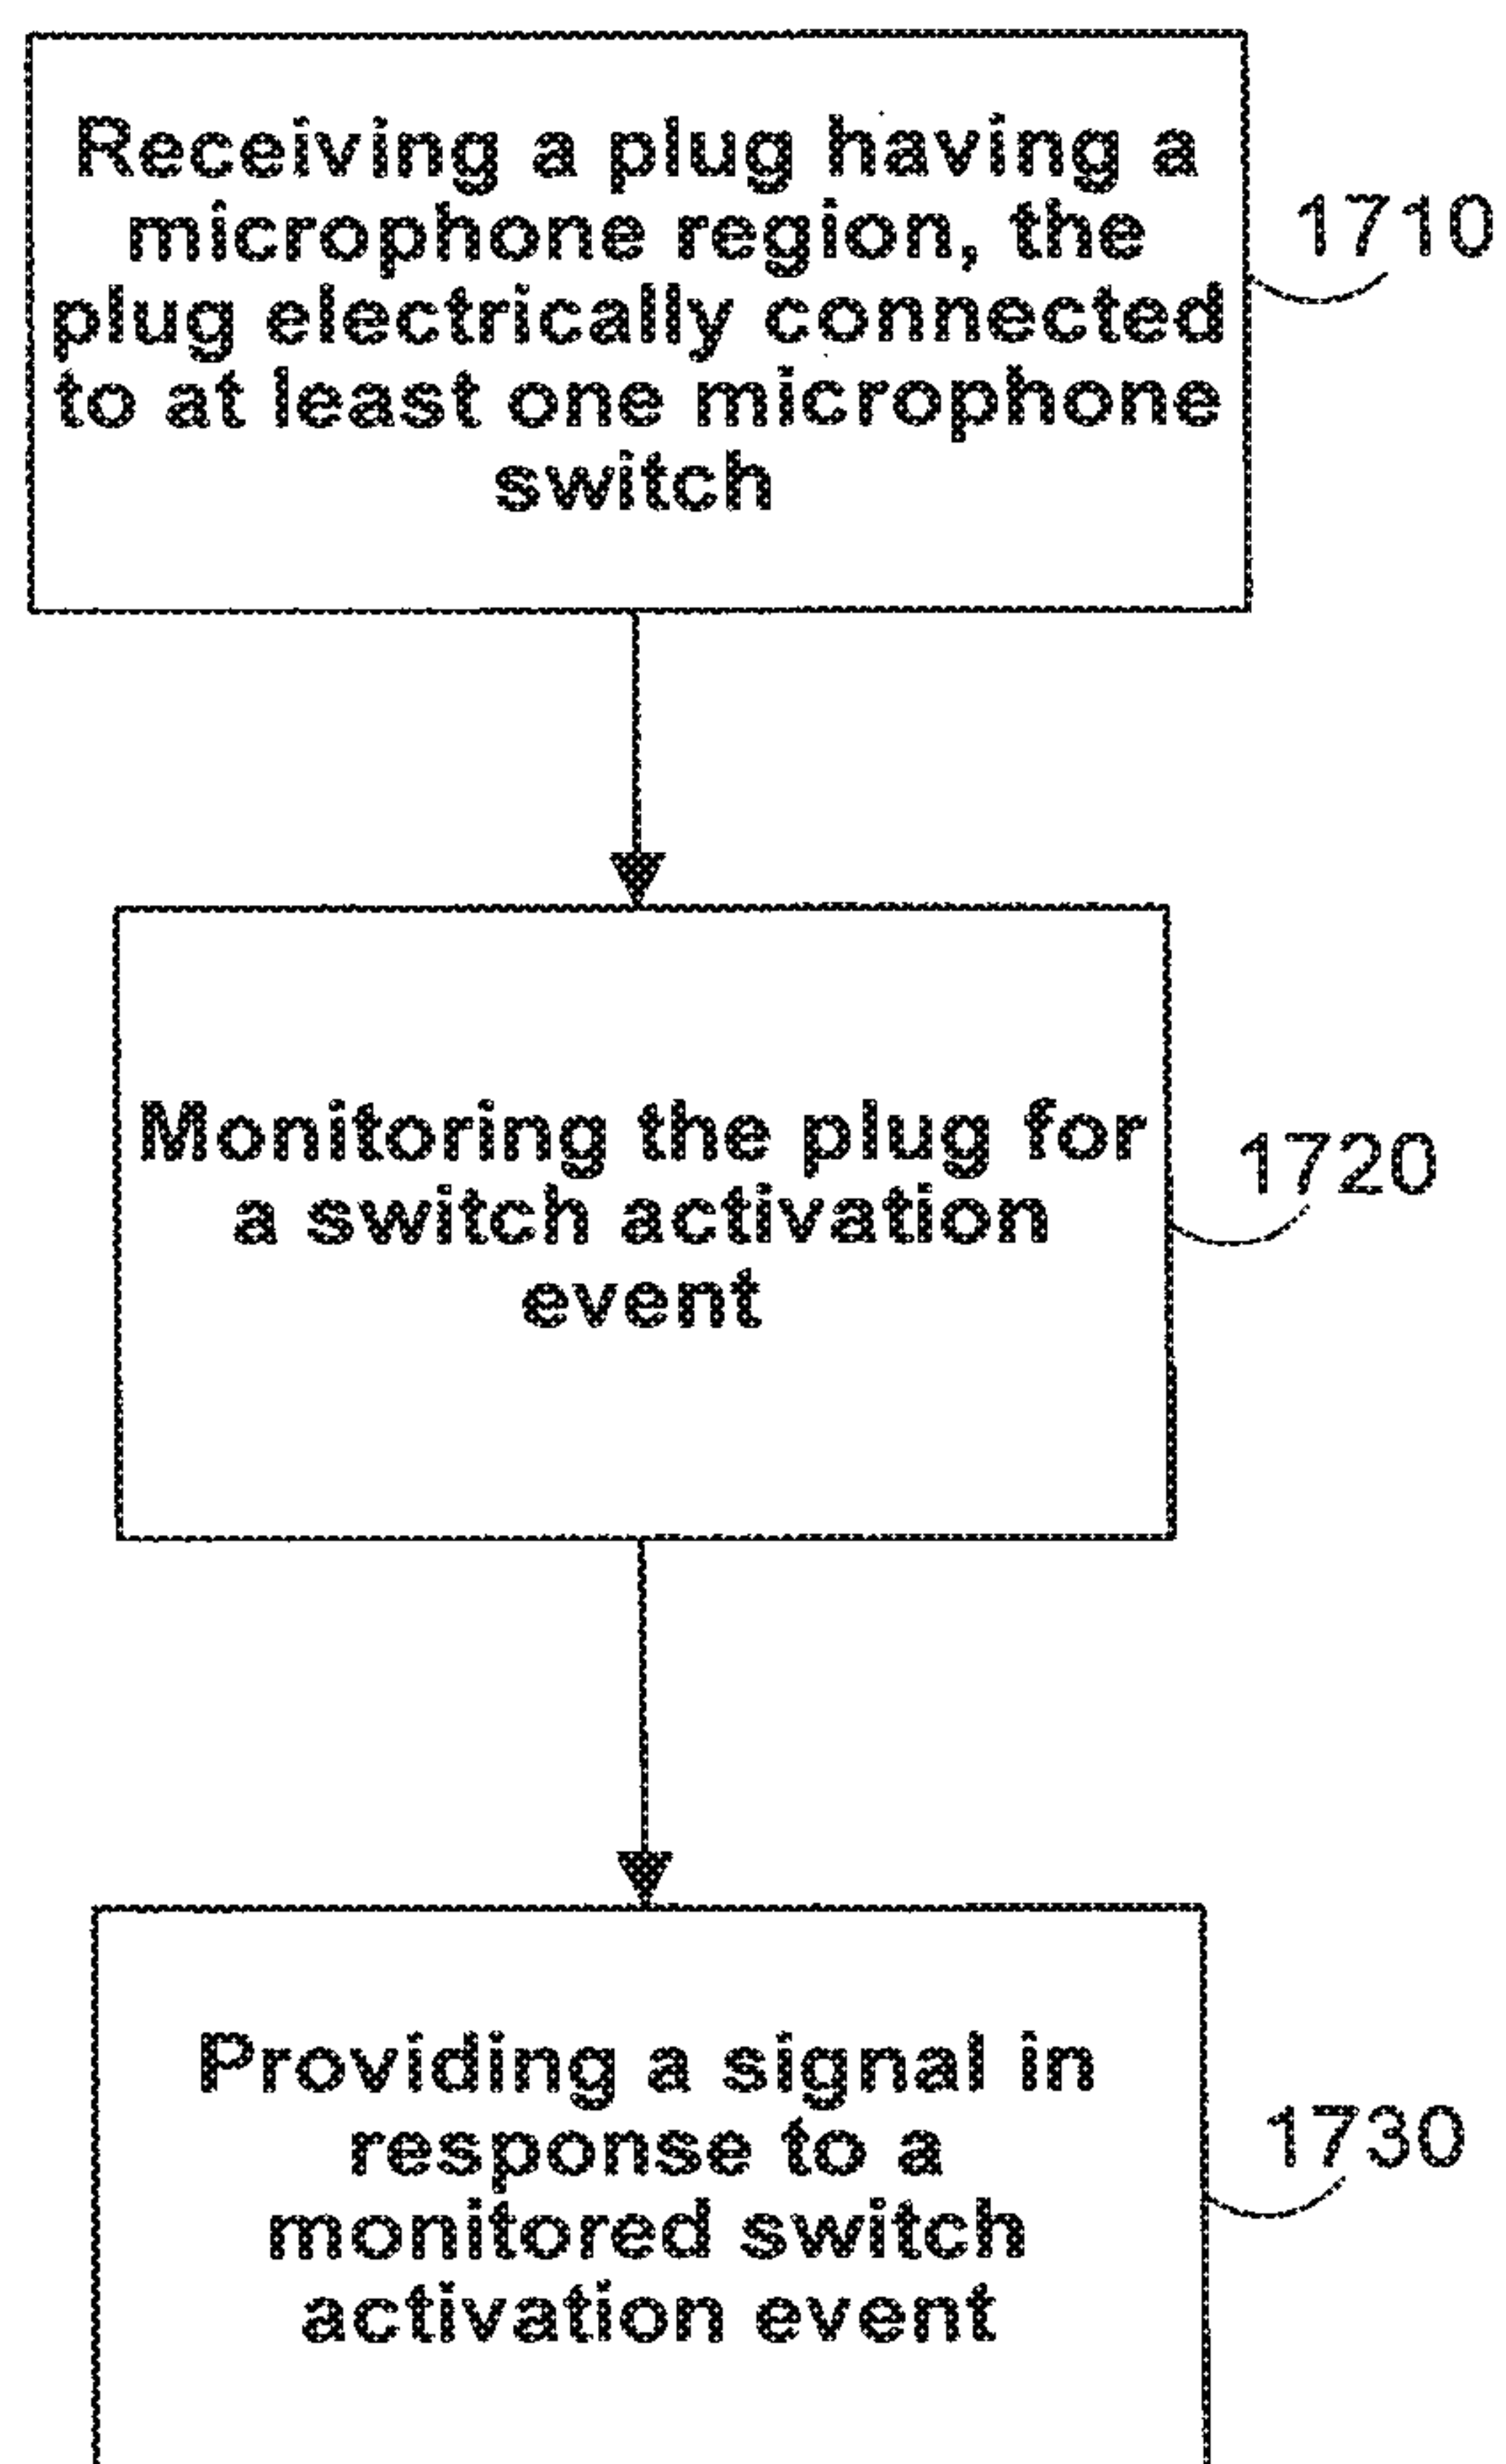 Receiving a plug having a
microphone region, the
plug electrically connected
to at least one microphone
switch
1710
Monitoring the plug for
a switch activation
event
1720
Providing a signal in
response to a
monitored switch
activation event
1730